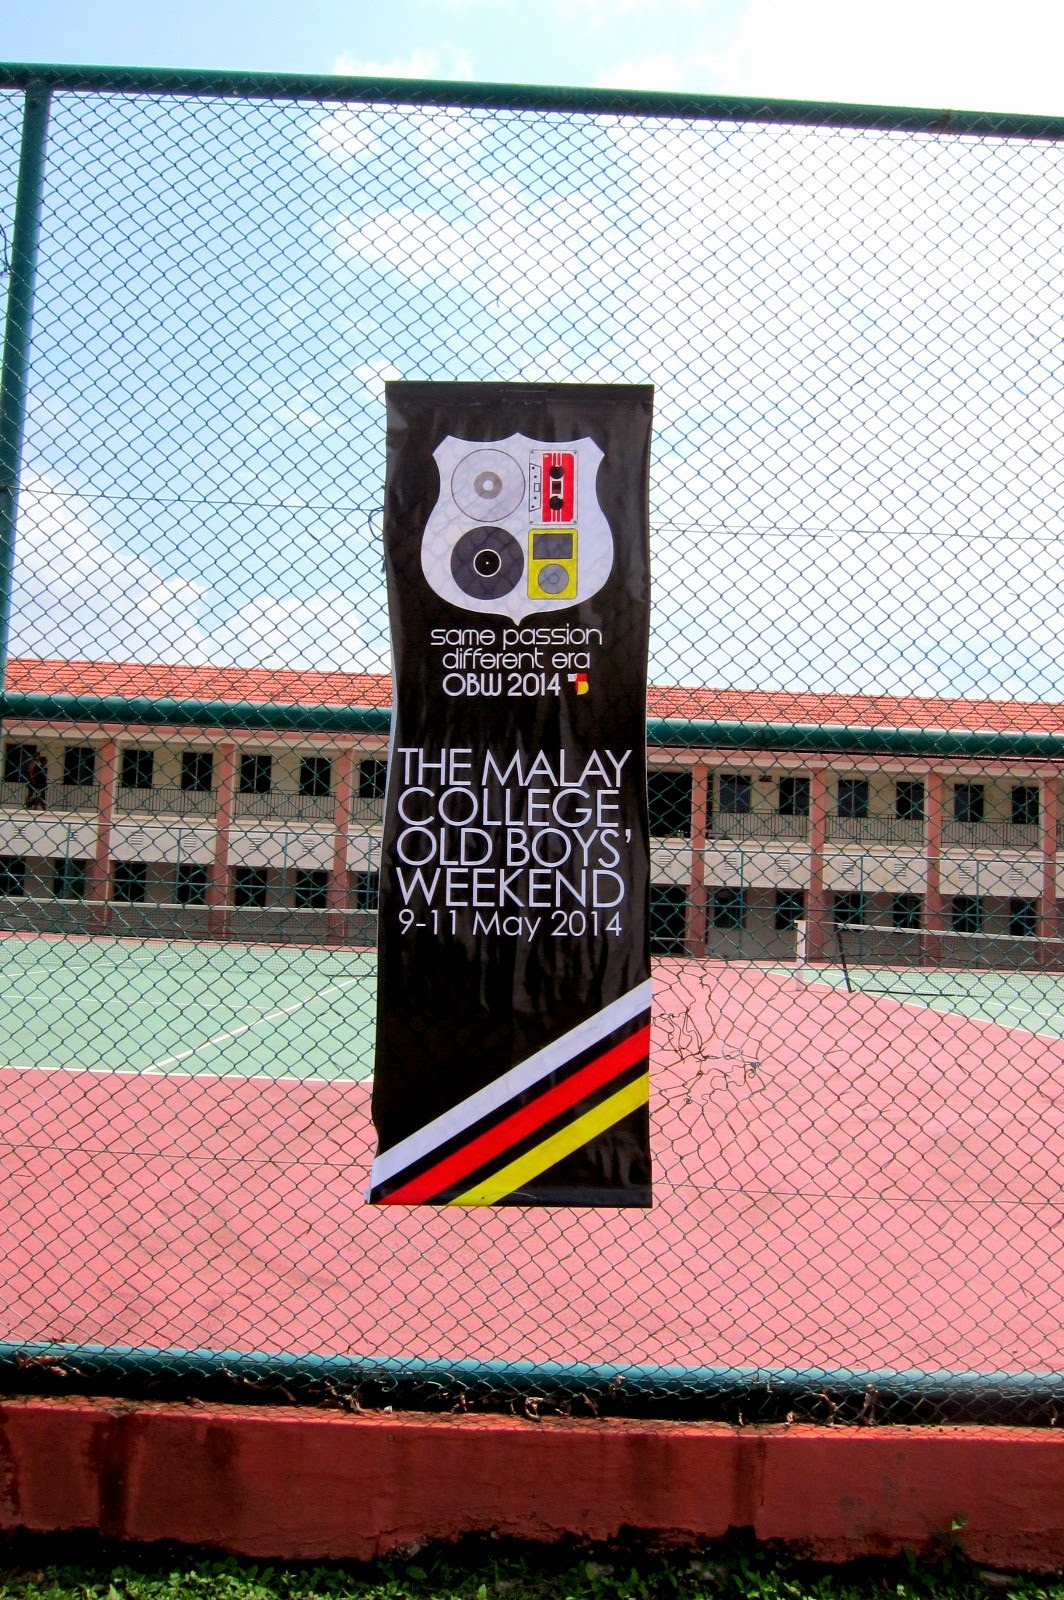 same passion
different era
OBW 2014
THE MALAY
COLLEGE
OLD BOYS'
WEEKEND
9-11 May 2014